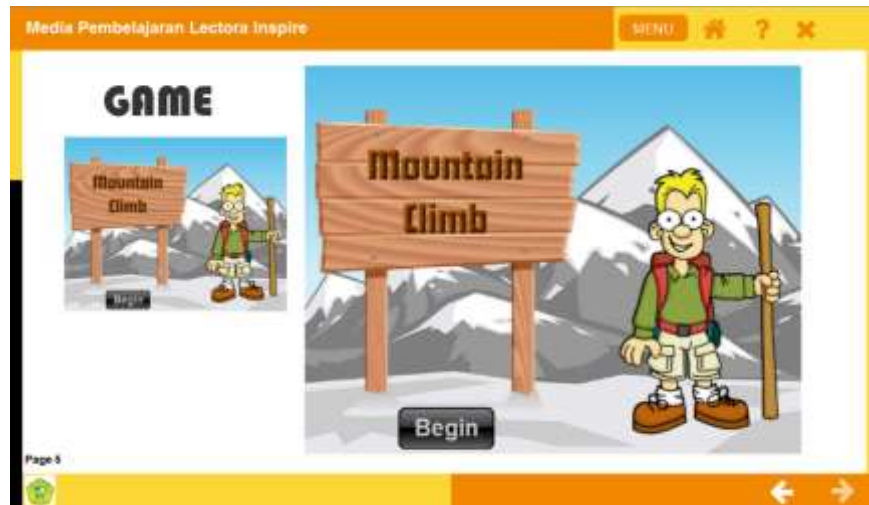 Media Pembelajaran Lectora Inspire
MENU
?
GAME
Mountain
Climb
Begin
Mountain
Climb
Begin
Page 5